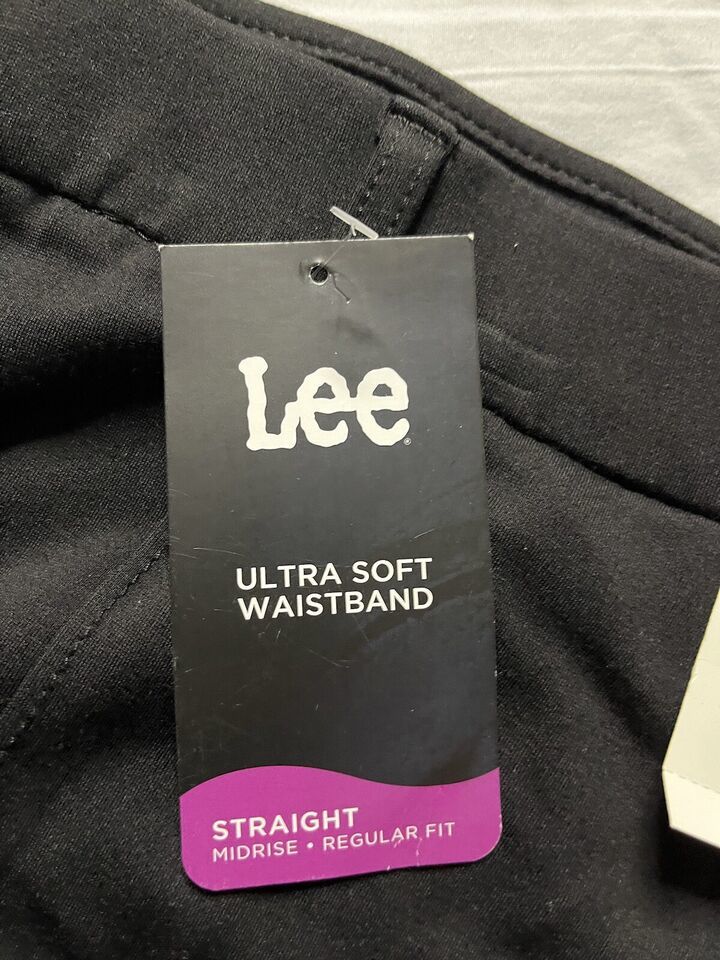 Lee®
ULTRA SOFT
WAISTBAND
STRAIGHT
MIDRISE • REGULAR FIT